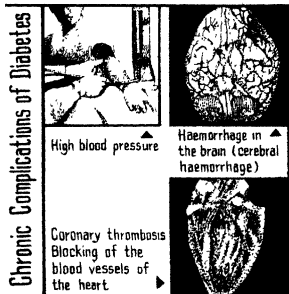 Chronic Complications of Diabetes
High blood pressure
Haemorrhage in
the brain (cerebral
haemorrhage)
Coronary thrombosis
Blocking of the
blood vessels of
the heart